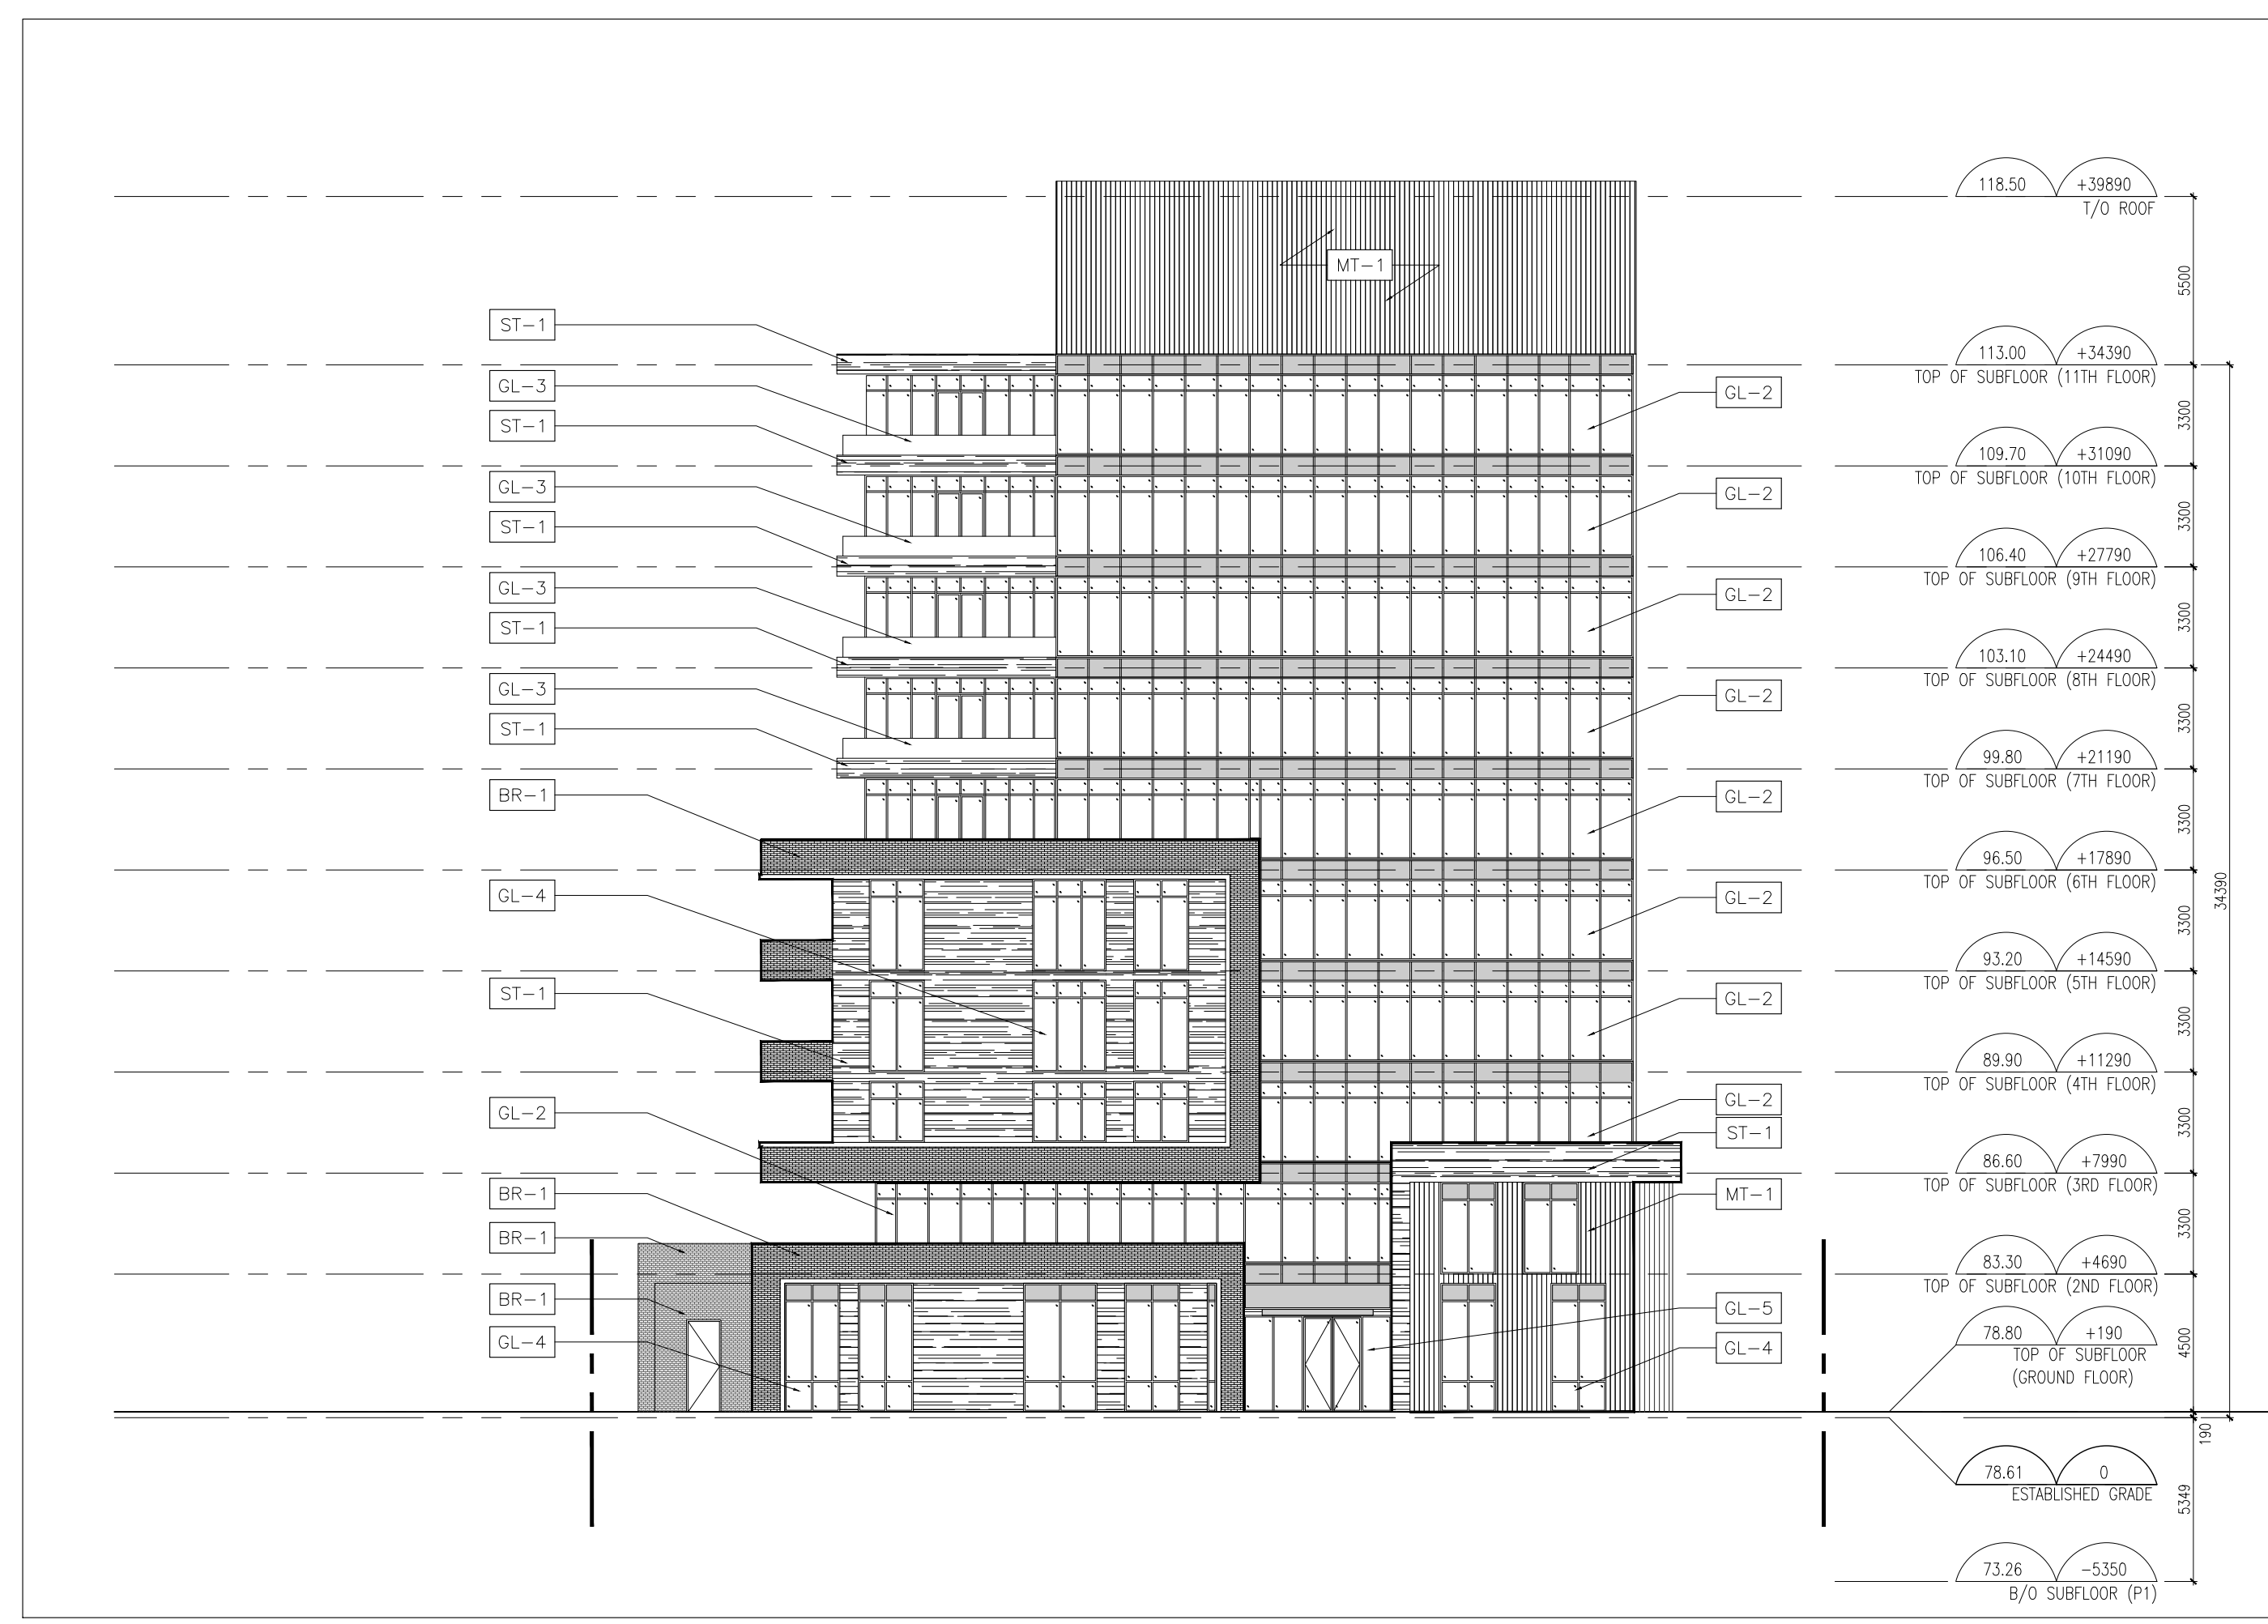 118.50 +39890
T/O ROOF
5500
MT-1
ST-1
113.00 +34390
TOP OF SUBFLOOR (11TH FLOOR)
GL-3
GL-2
3300
ST-1
109.70 +31090
TOP OF SUBFLOOR (10TH FLOOR)
GL-3
GL-2
3300
ST-1
106.40 +27790
TOP OF SUBFLOOR (9TH FLOOR)
GL-3
GL-2
3300
ST-1
103.10 +24490
TOP OF SUBFLOOR (8TH FLOOR)
GL-3
GL-2
3300
ST-1
99.80 +21190
TOP OF SUBFLOOR (7TH FLOOR)
BR-1
GL-2
3300
96.50 +17890
TOP OF SUBFLOOR (6TH FLOOR)
34390
GL-4
GL-2
3300
93.20 +14590
TOP OF SUBFLOOR (5TH FLOOR)
ST-1
GL-2
3300
89.90 +11290
TOP OF SUBFLOOR (4TH FLOOR)
GL-2
GL-2
ST-1
3300
86.60 +7990
TOP OF SUBFLOOR (3RD FLOOR)
BR-1
MT-1
BR-1
3300
83.30 +4690
TOP OF SUBFLOOR (2ND FLOOR)
BR-1
GL-5
78.80 +190
TOP OF SUBFLOOR
(GROUND FLOOR)
GL-4
GL-4
4500
190
78.61 0
ESTABLISHED GRADE
5349
73.26 -5350
B/O SUBFLOOR (P1)